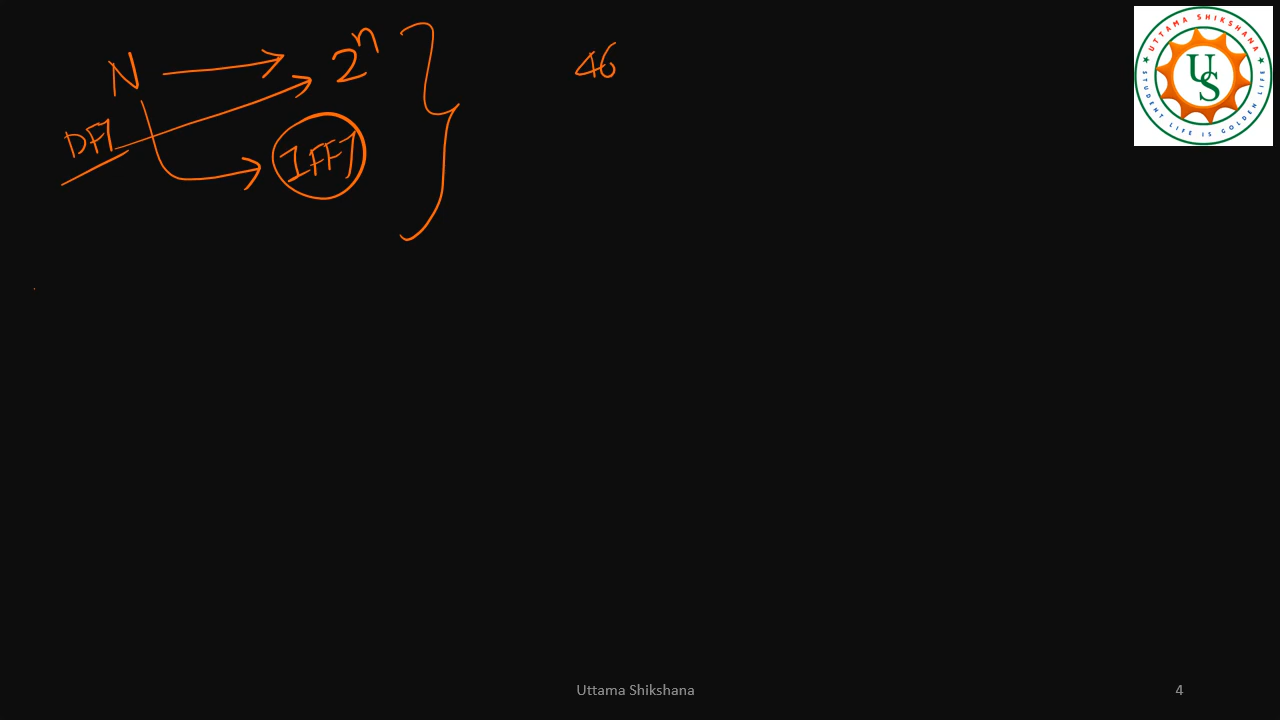 N → 2ⁿ
46
DFT
IFFT
UTTAMA SHIKSHANA
US
STUDENT LIFE IS GOLDEN LIFE
Uttama Shikshana
4